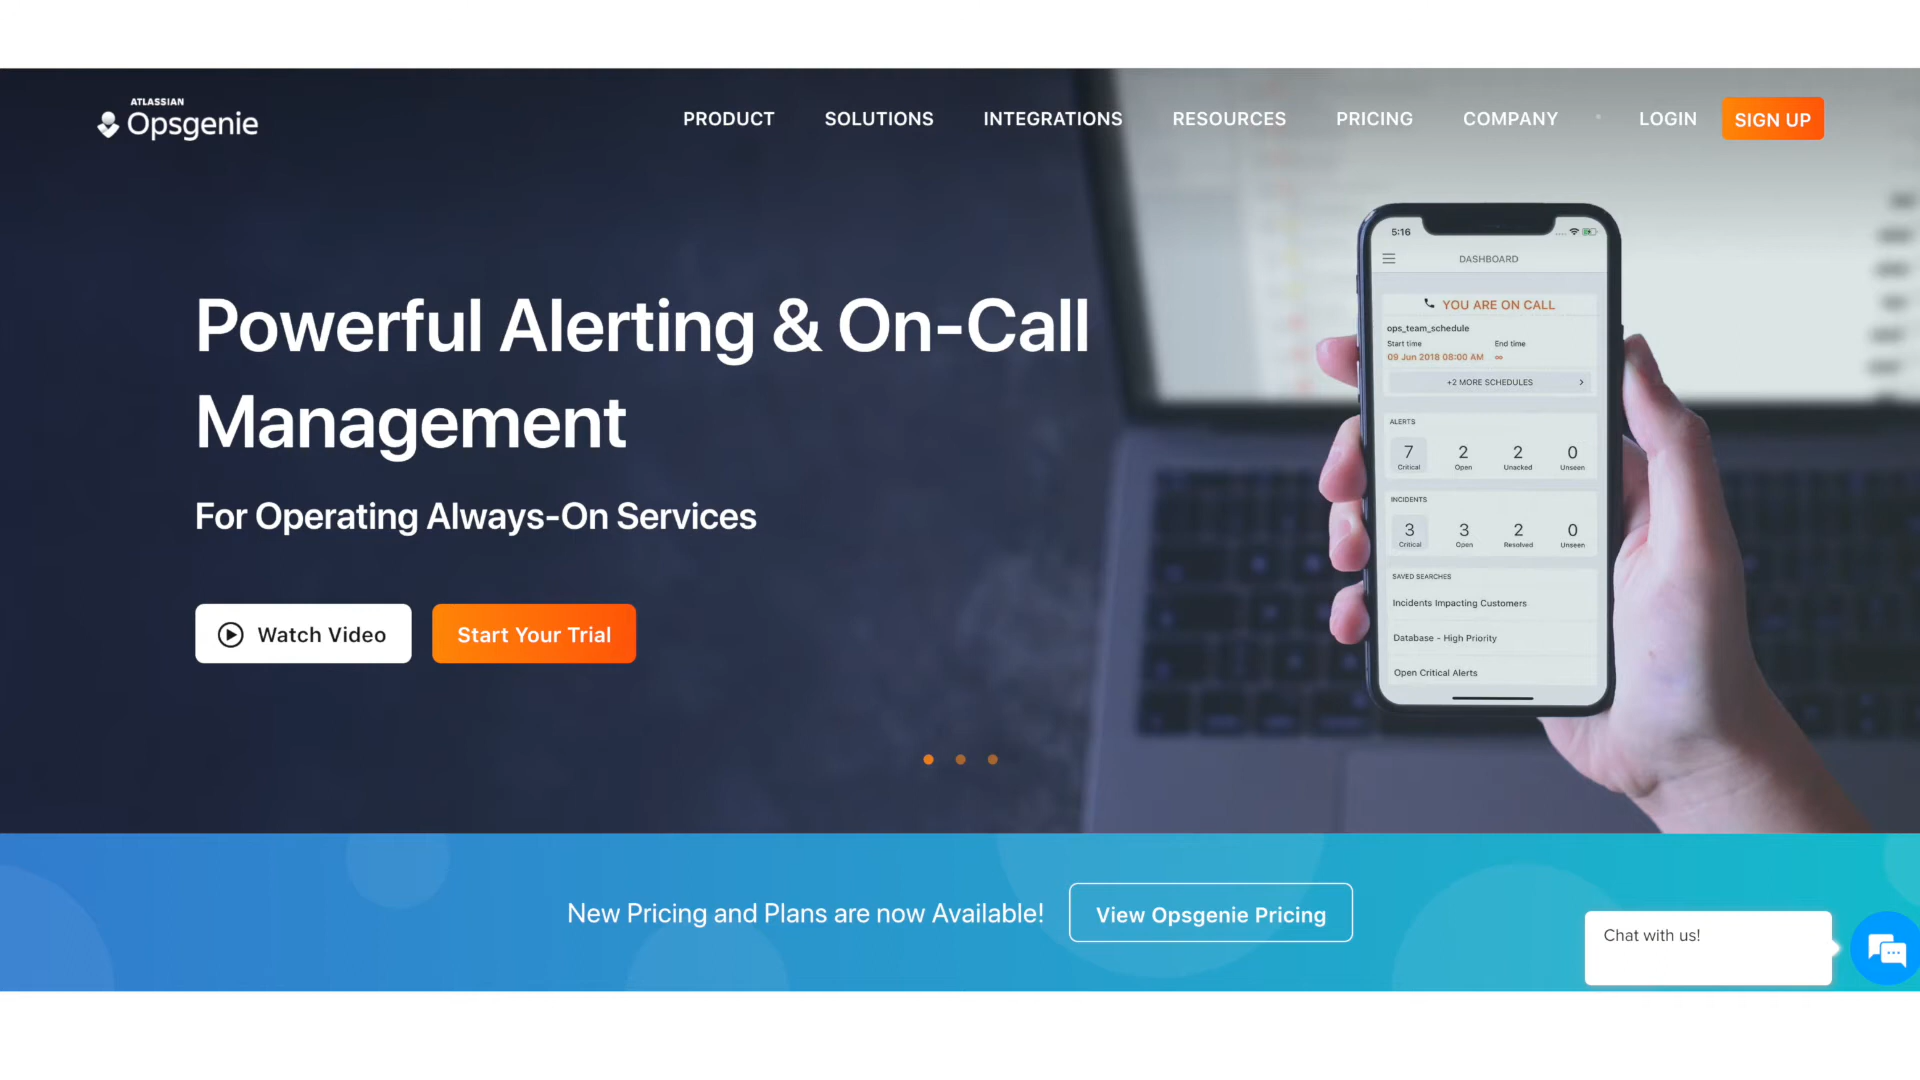 ATLASSIAN
Opsgenie
PRODUCT SOLUTIONS INTEGRATIONS RESOURCES PRICING COMPANY LOGIN SIGN UP
Powerful Alerting & On-Call
Management
For Operating Always-On Services
Watch Video
Start Your Trial
5:16
DASHBOARD
YOU ARE ON CALL
ops_team_schedule
Start time End time
09 Jun 2018 08:00 AM ∞
+2 MORE SCHEDULES
ALERTS
7 2 2 0
Critical Open Unacked Unseen
INCIDENTS
3 3 2 0
Critical Open Resolved Unseen
SAVED SEARCHES
Incidents Impacting Customers
Database - High Priority
Open Critical Alerts
New Pricing and Plans are now Available!
View Opsgenie Pricing
Chat with us!